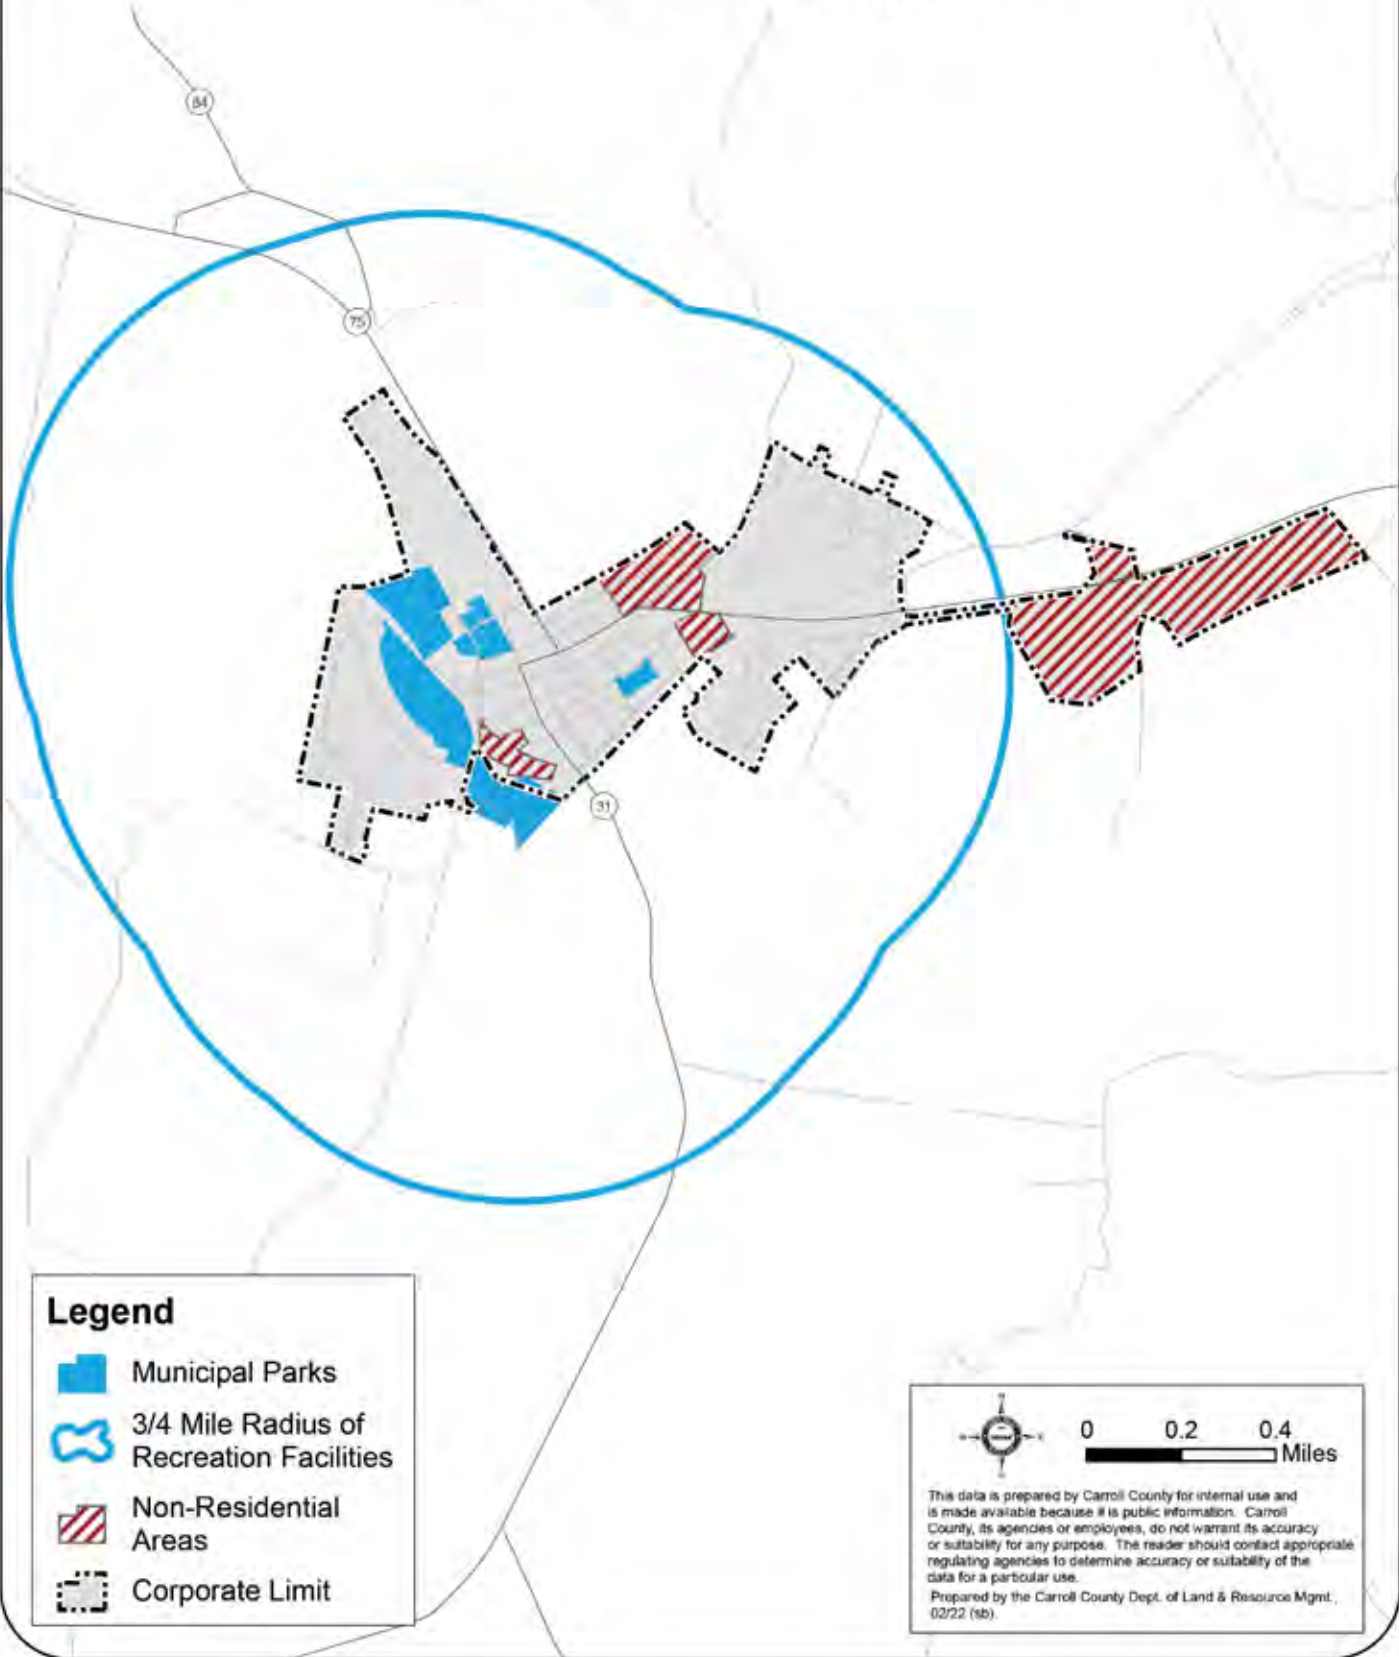 84
75
31
Legend
Municipal Parks
3/4 Mile Radius of
Recreation Facilities
Non-Residential
Areas
Corporate Limit
0 0.2 0.4
Miles
This data is prepared by Carroll County for internal use and
is made available because it is public information. Carroll
County, its agencies or employees, do not warrant its accuracy
or suitability for any purpose. The reader should contact appropriate
regulating agencies to determine accuracy or suitability of the
data for a particular use.
Prepared by the Carroll County Dept. of Land & Resource Mgmt.,
02/22 (sb).